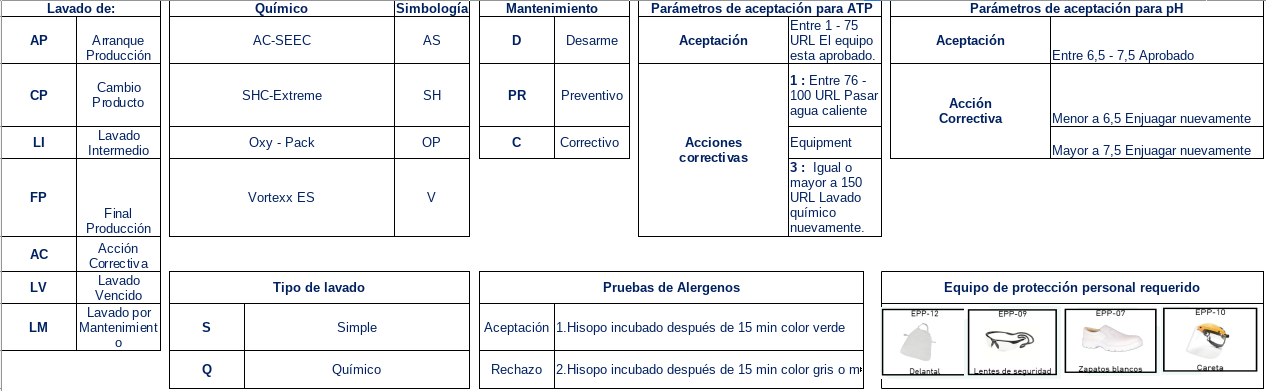 Lavado de:
AP
Arranque
Producción
CP
Cambio
Producto
LI
Lavado
Intermedio
FP
Final
Producción
AC
Acción
Correctiva
LV
Lavado
Vencido
LM
Lavado por
Mantenimient
o
Químico
Simbología
AC-SEEC
AS
SHC-Extreme
SH
Oxy - Pack
OP
Vortexx ES
V
Mantenimiento
D
Desarme
PR
Preventivo
C
Correctivo
Parámetros de aceptación para ATP
Aceptación
Entre 1 - 75
URL El equipo
esta aprobado.
Acciones
correctivas
1 : Entre 76 -
100 URL Pasar
agua caliente
Equipment
3 : Igual o
mayor a 150
URL Lavado
químico
nuevamente.
Parámetros de aceptación para pH
Aceptación
Entre 6,5 - 7,5 Aprobado
Acción
Correctiva
Menor a 6,5 Enjuagar nuevamente
Mayor a 7,5 Enjuagar nuevamente
Tipo de lavado
S
Simple
Q
Químico
Pruebas de Alergenos
Aceptación
1.Hisopo incubado después de 15 min color verde
Rechazo
2.Hisopo incubado después de 15 min color gris o
Equipo de protección personal requerido
EPP-12
Delantal
EPP-09
Lentes de seguridad
EPP-07
Zapatos blancos
EPP-10
Careta